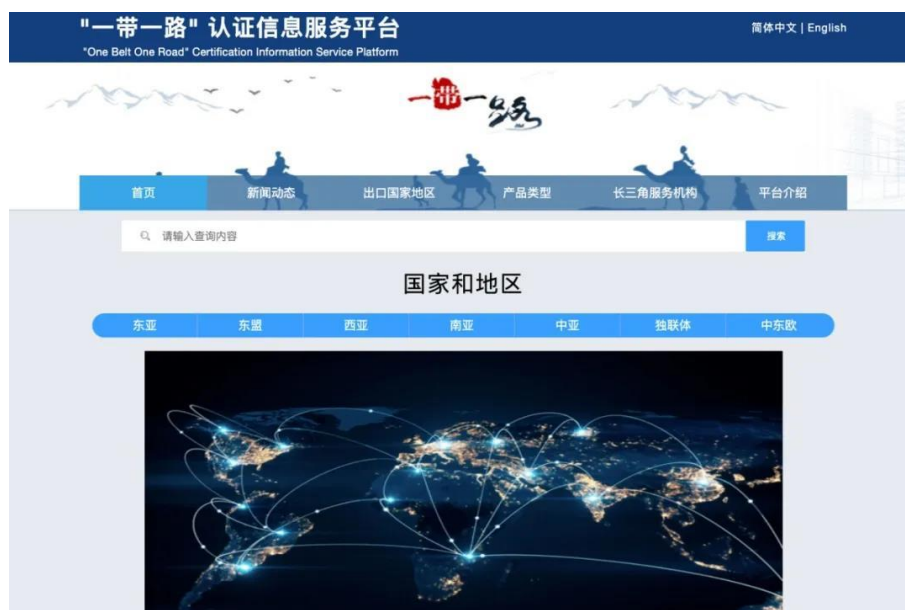 "一带一路" 认证信息服务平台
简体中文 | English
"One Belt One Road" Certification Information Service Platform
一带一路
首页 新闻动态 出口国家地区 产品类型 长三角服务机构 平台介绍
请输入查询内容 搜索
国家和地区
东亚 东盟 西亚 南亚 中亚 独联体 中东欧